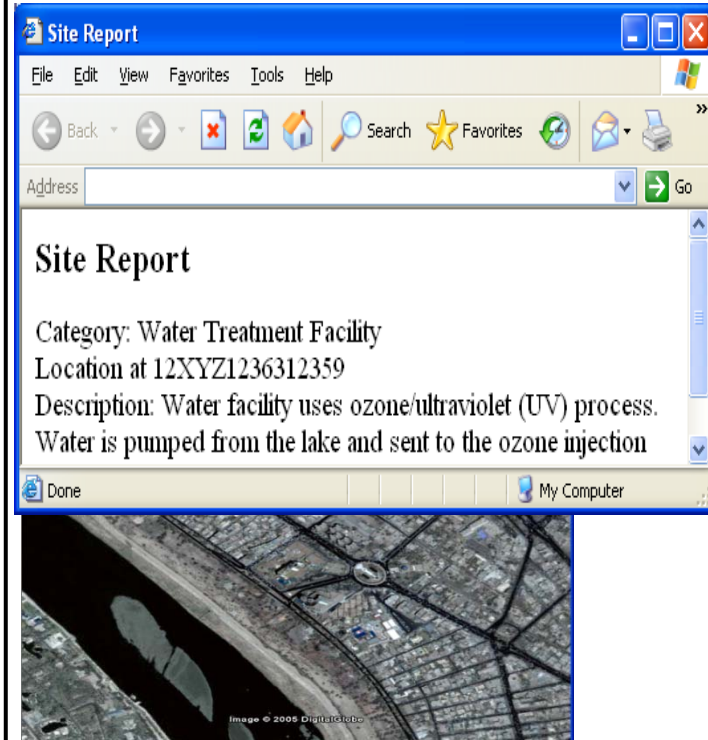 Site Report
File Edit View Favorites Tools Help
Back Search Favorites »
Address Go
Site Report
Category: Water Treatment Facility
Location at 12XYZ1236312359
Description: Water facility uses ozone/ultraviolet (UV) process.
Water is pumped from the lake and sent to the ozone injection
Done My Computer
Image © 2005 DigitalGlobe